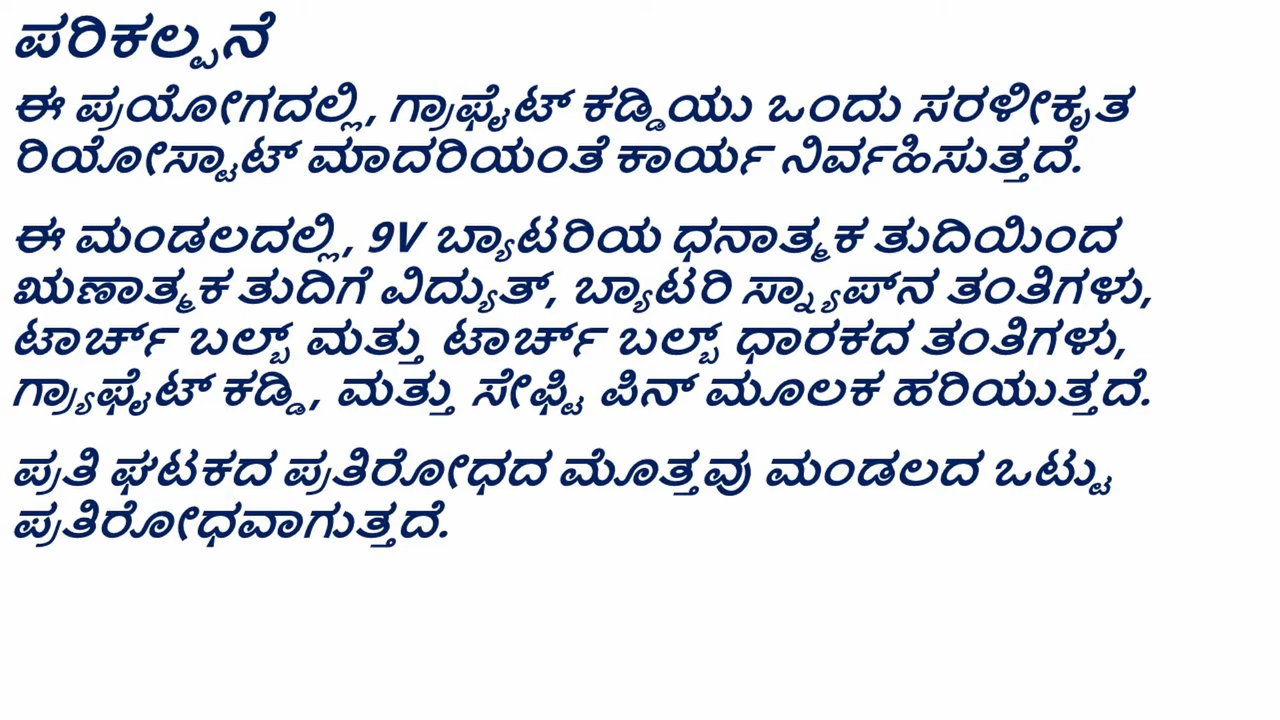 ಪರಿಕಲ್ಪನೆ
ಈ ಪ್ರಯೋಗದಲ್ಲಿ, ಗ್ರಾಫೈಟ್ ಕಡ್ಡಿಯು ಒಂದು ಸರಳೀಕೃತ
ರಿಯೋಸ್ಟಾಟ್ ಮಾದರಿಯಂತೆ ಕಾರ್ಯ ನಿರ್ವಹಿಸುತ್ತದೆ.
ಈ ಮಂಡಲದಲ್ಲಿ, 9V ಬ್ಯಾಟರಿಯ ಧನಾತ್ಮಕ ತುದಿಯಿಂದ
ಋಣಾತ್ಮಕ ತುದಿಗೆ ವಿದ್ಯುತ್, ಬ್ಯಾಟರಿ ಸ್ನ್ಯಾಪ್‌ನ ತಂತಿಗಳು,
ಟಾರ್ಚ್ ಬಲ್ಬ್ ಮತ್ತು ಟಾರ್ಚ್ ಬಲ್ಬ್ ಧಾರಕದ ತಂತಿಗಳು,
ಗ್ರ್ಯಾಫೈಟ್ ಕಡ್ಡಿ, ಮತ್ತು ಸೇಫ್ಟಿ ಪಿನ್ ಮೂಲಕ ಹರಿಯುತ್ತದೆ.
ಪ್ರತಿ ಘಟಕದ ಪ್ರತಿರೋಧದ ಮೊತ್ತವು ಮಂಡಲದ ಒಟ್ಟು
ಪ್ರತಿರೋಧವಾಗುತ್ತದೆ.